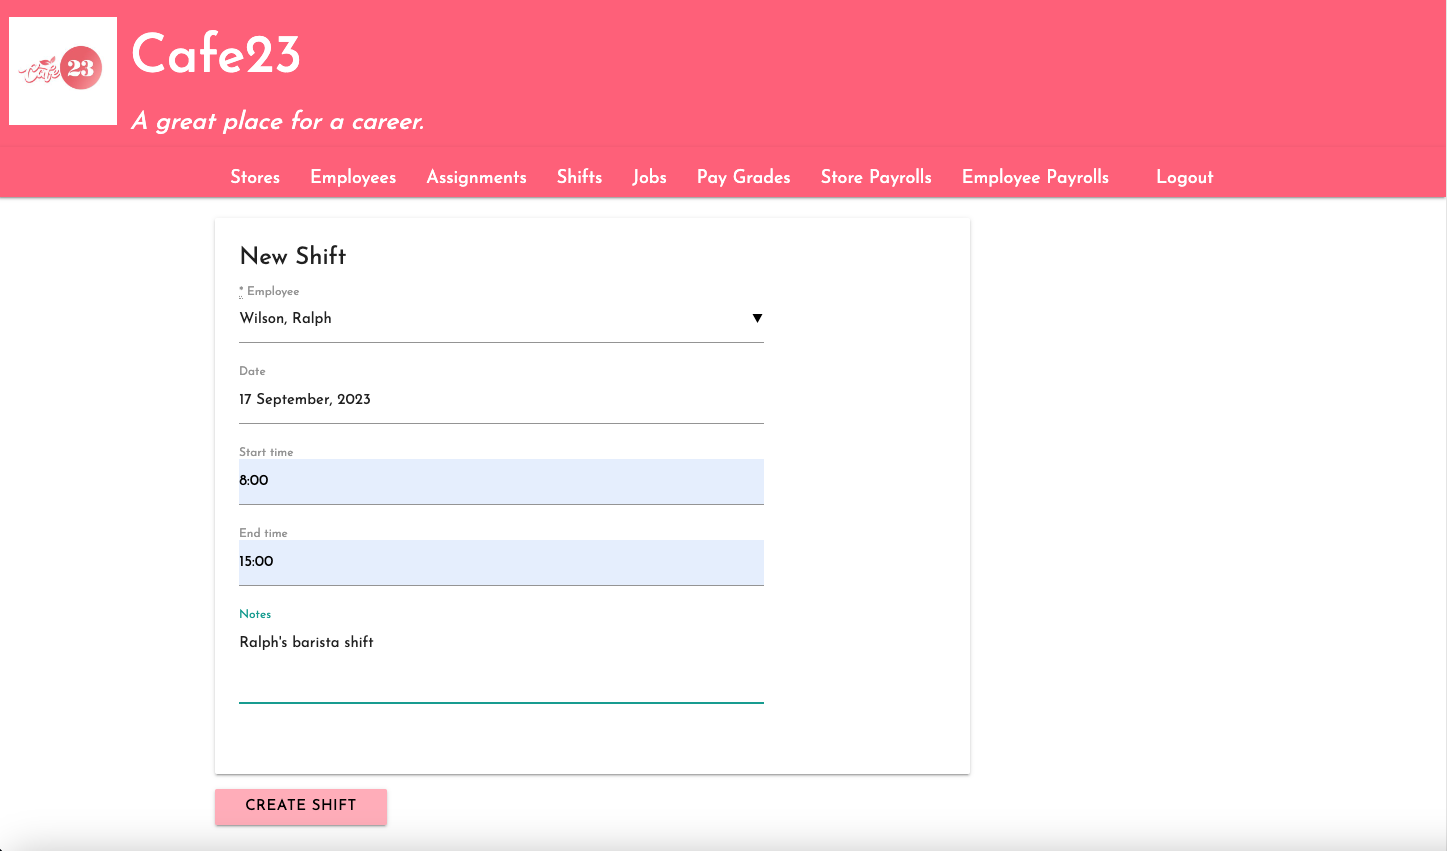 Cafe 23
Cafe23
A great place for a career.
Stores Employees Assignments Shifts Jobs Pay Grades Store Payrolls Employee Payrolls Logout
New Shift
* Employee
Wilson, Ralph
Date
17 September, 2023
Start time
8:00
End time
15:00
Notes
Ralph's barista shift
CREATE SHIFT